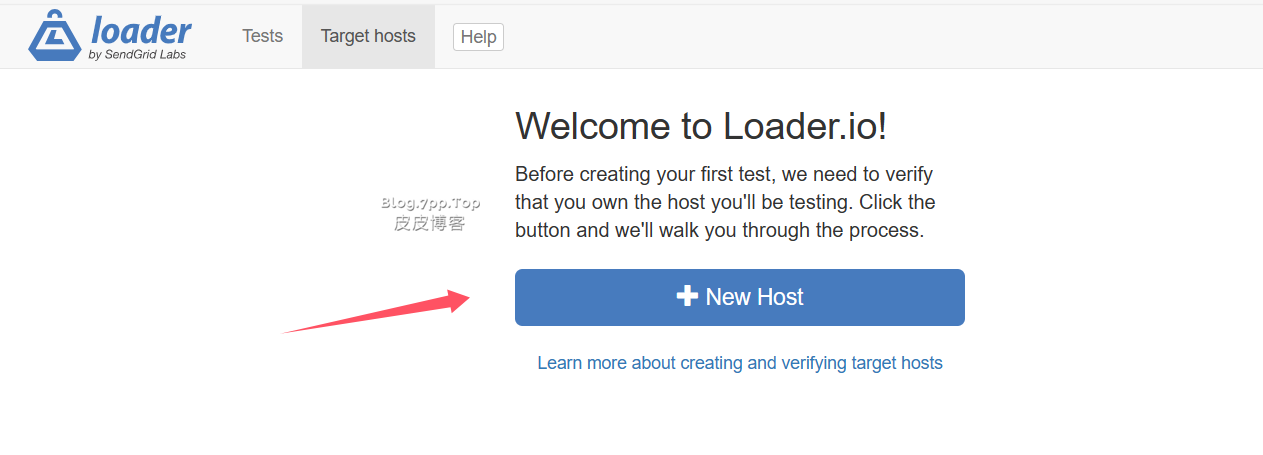 loader
by SendGrid Labs
Tests
Target hosts
Help
Welcome to Loader.io!
Before creating your first test, we need to verify
that you own the host you'll be testing. Click the
button and we'll walk you through the process.
Blog.7pp.Top
皮皮博客
New Host
Learn more about creating and verifying target hosts